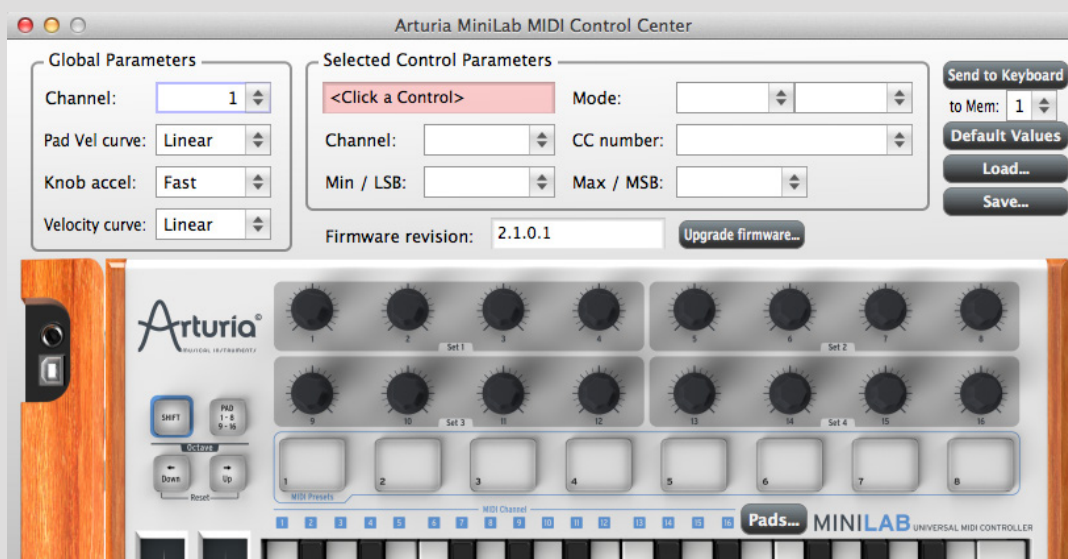 Arturia MiniLab MIDI Control Center
Global Parameters
Channel: 1
Pad Vel curve: Linear
Knob accel: Fast
Velocity curve: Linear
Selected Control Parameters
<Click a Control> Mode:
Channel: CC number:
Min / LSB: Max / MSB:
Firmware revision: 2.1.0.1 Upgrade firmware...
Send to Keyboard
to Mem: 1
Default Values
Load...
Save...
Arturia©
MUSICAL INSTRUMENTS
1 2 3 4 5 6 7 8
Set 1 Set 2
9 10 11 12 13 14 15 16
Set 3 Set 4
SHIFT
PAD
1 - 8
9 - 16
Octave
Down Up
Reset
1 2 3 4 5 6 7 8
MIDI Presets
MIDI Channel
1 2 3 4 5 6 7 8 9 10 11 12 13 14 15 16
Pads... MINILAB UNIVERSAL MIDI CONTROLLER